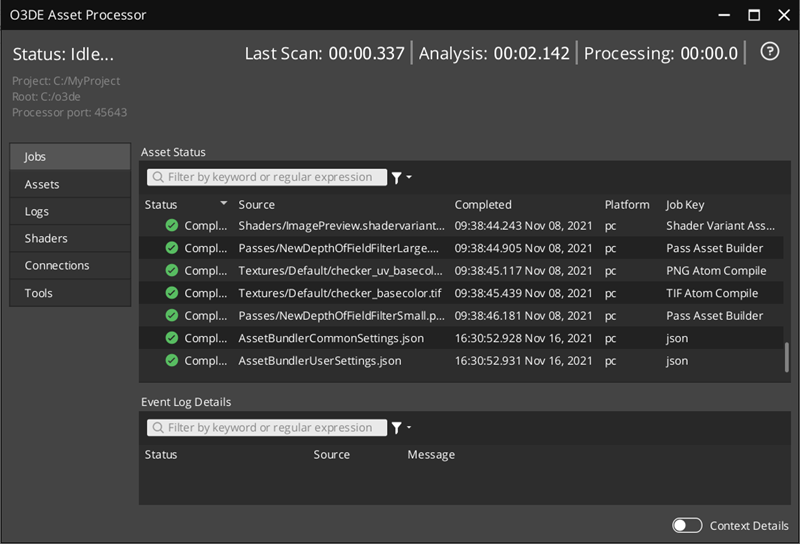 O3DE Asset Processor
Status: Idle... Last Scan: 00:00.337 Analysis: 00:02.142 Processing: 00:00.0 ?
Project: C:/MyProject
Root: C:/o3de
Processor port: 45643
Jobs
Assets
Logs
Shaders
Connections
Tools
Asset Status
Filter by keyword or regular expression
Status Source Completed Platform Job Key
Compl... Shaders/ImagePreview.shadervariant... 09:38:44.243 Nov 08, 2021 pc Shader Variant Ass...
Compl... Passes/NewDepthOfFieldFilterLarge.... 09:38:44.905 Nov 08, 2021 pc Pass Asset Builder
Compl... Textures/Default/checker_uv_basecol... 09:38:45.117 Nov 08, 2021 pc PNG Atom Compile
Compl... Textures/Default/checker_basecolor.tif 09:38:45.439 Nov 08, 2021 pc TIF Atom Compile
Compl... Passes/NewDepthOfFieldFilterSmall.p... 09:38:46.181 Nov 08, 2021 pc Pass Asset Builder
Compl... AssetBundlerCommonSettings.json 16:30:52.928 Nov 16, 2021 pc json
Compl... AssetBundlerUserSettings.json 16:30:52.931 Nov 16, 2021 pc json
Event Log Details
Filter by keyword or regular expression
Status Source Message
Context Details